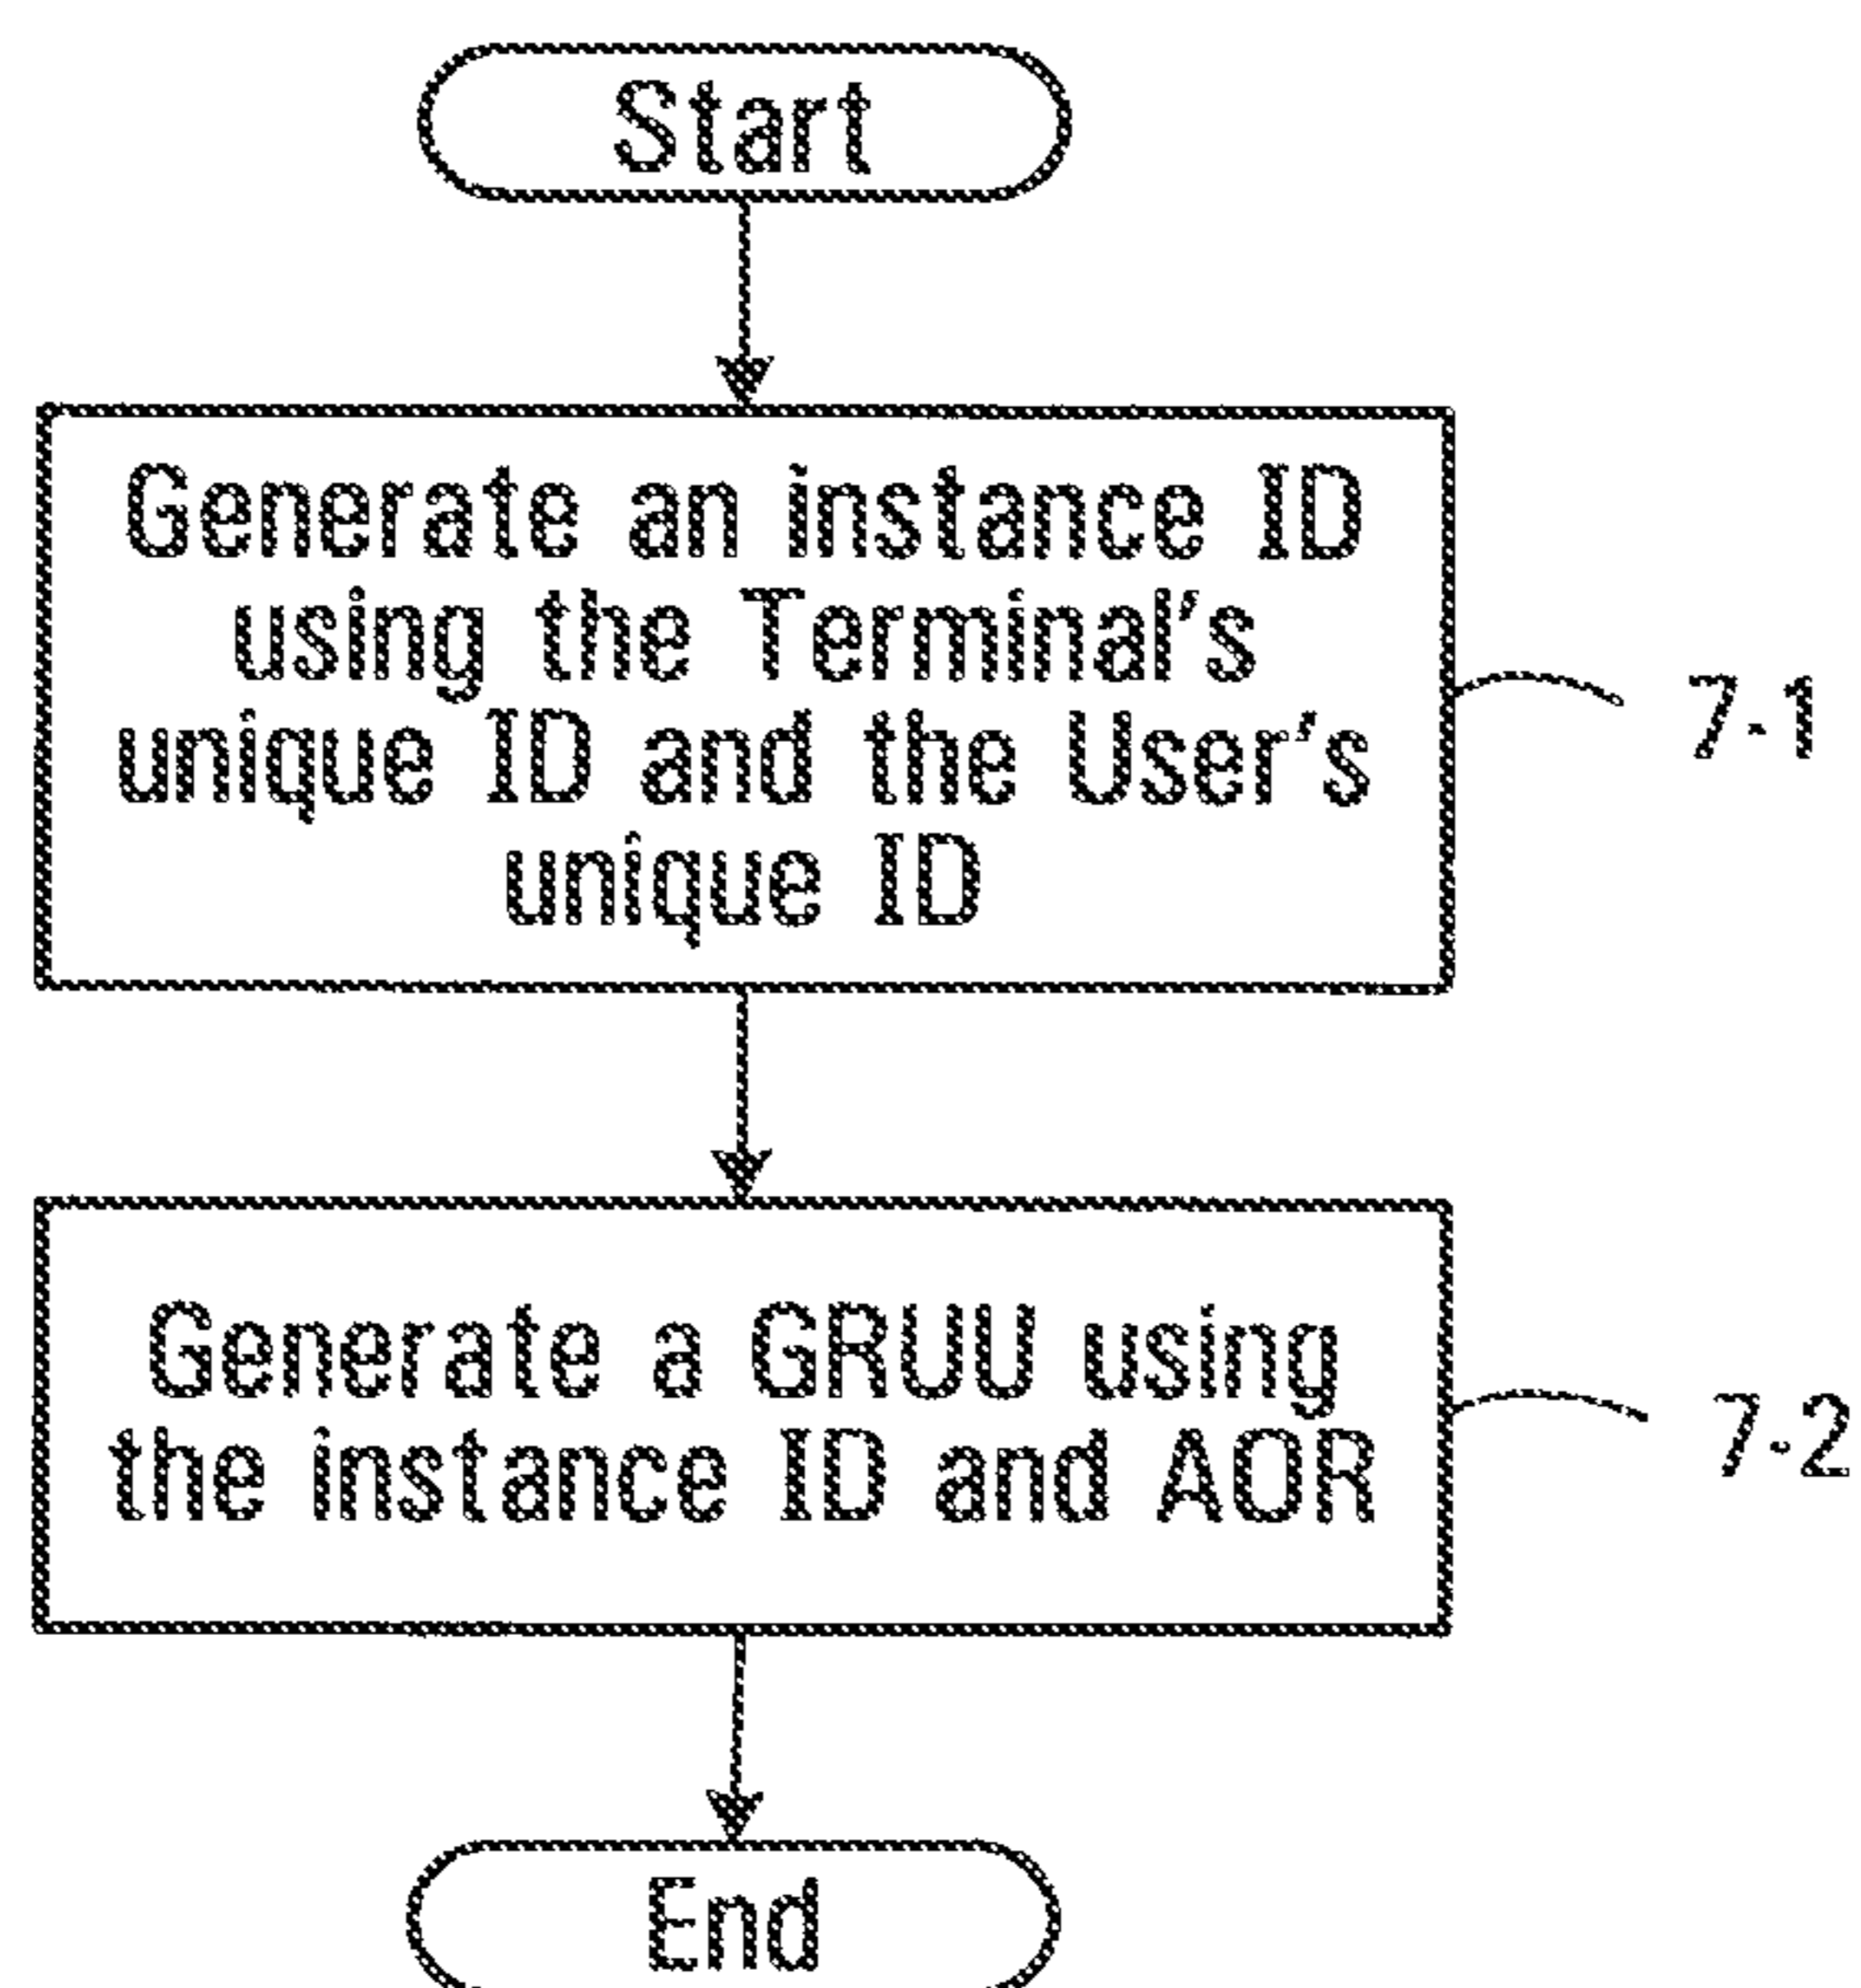 Start
Generate an instance ID
using the Terminal's
unique ID and the User's
unique ID
7-1
Generate a GRUU using
the instance ID and AOR
7-2
End